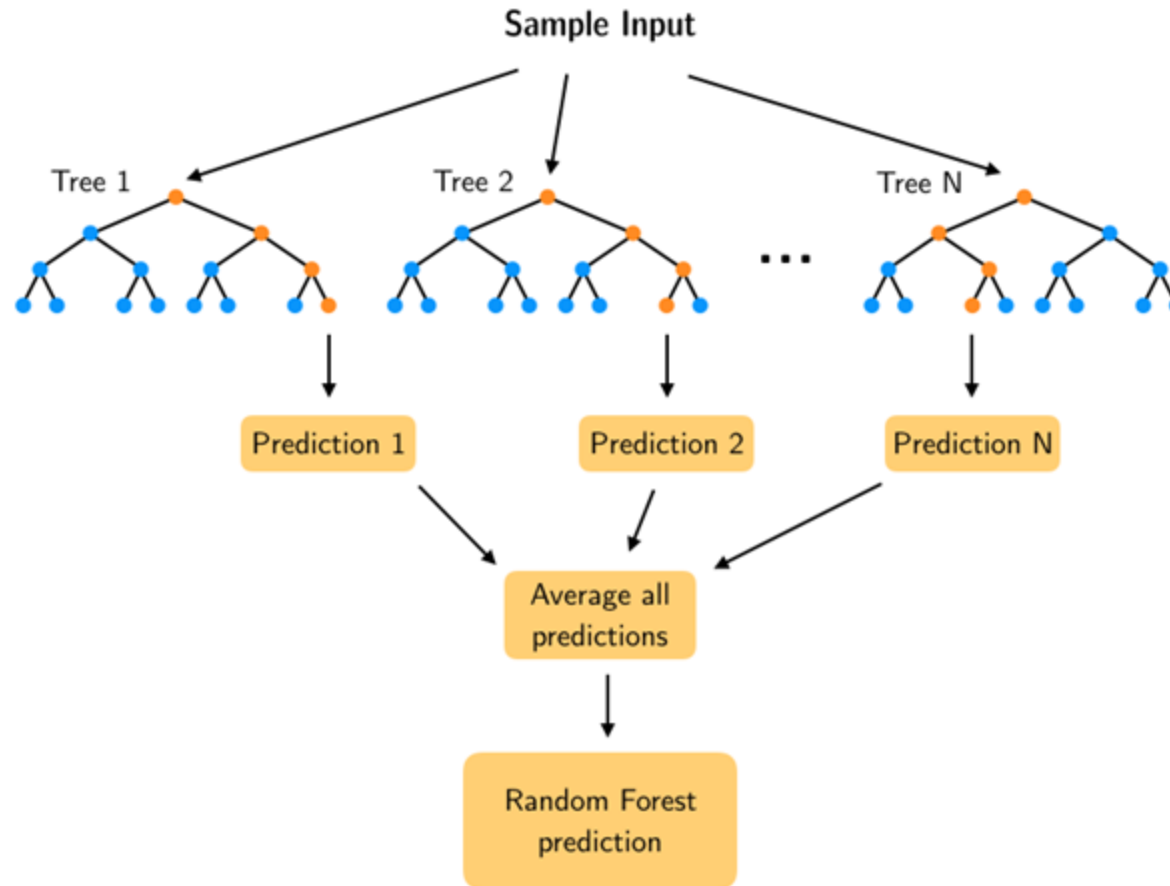 Sample Input
Tree 1
Tree 2
Tree N
...
Prediction 1
Prediction 2
Prediction N
Average all
predictions
Random Forest
prediction